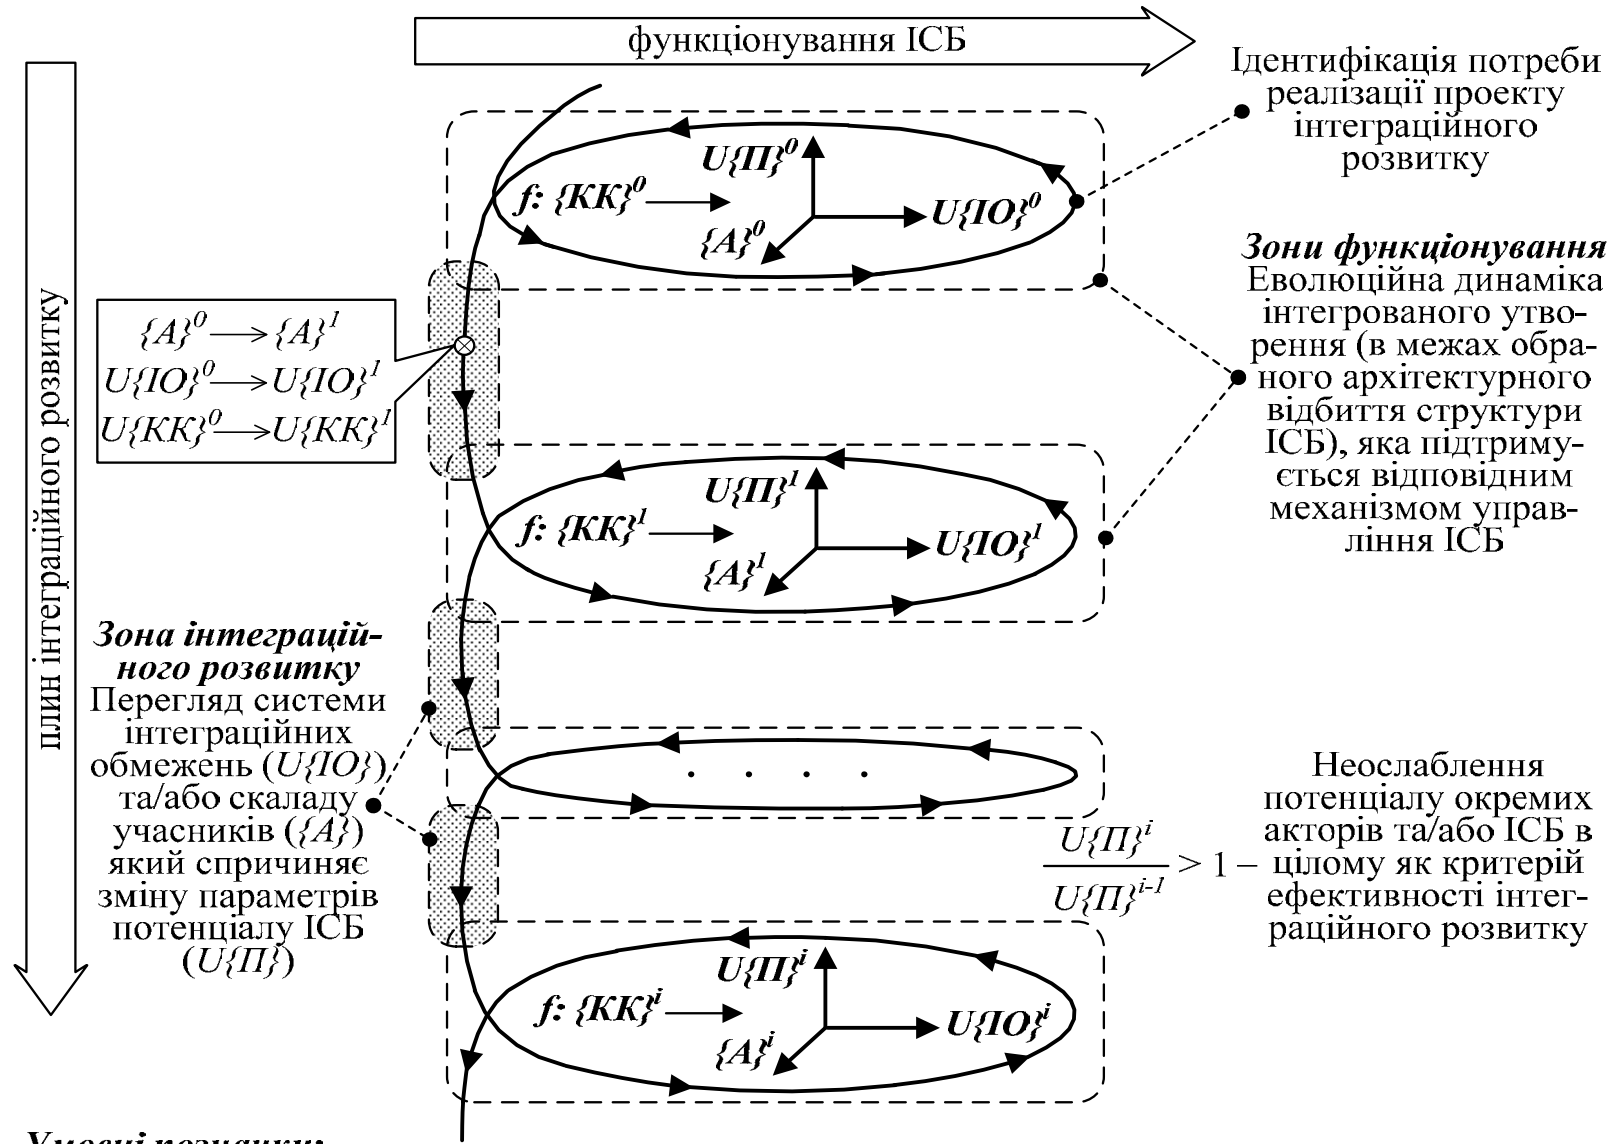 функціонування ІСБ
плин інтеграційного розвитку
Ідентифікація потреби
реалізації проекту
інтеграційного
розвитку
U{П}⁰
f: {КК}⁰
U{ІО}⁰
{А}⁰
Зони функціонування
Еволюційна динаміка
інтегрованого утво-
рення (в межах обра-
ного архітектурного
відбиття структури
ІСБ), яка підтриму-
ється відповідним
механізмом управ-
ління ІСБ
{А}⁰ → {А}¹
U{ІО}⁰ → U{ІО}¹
U{КК}⁰ → U{КК}¹
U{П}¹
f: {КК}¹
U{ІО}¹
{А}¹
Зона інтеграцій-
ного розвитку
Перегляд системи
інтеграційних
обмежень (U{ІО})
та/або скаладу
учасників ({А})
який спричиняє
зміну параметрів
потенціалу ІСБ
(U{П})
. . . .
U{П}ⁱ
U{П}ⁱ⁻¹
> 1 –
Неослаблення
потенціалу окремих
акторів та/або ІСБ в
цілому як критерій
ефективності інтег-
раційного розвитку
U{П}ⁱ
f: {КК}ⁱ
U{ІО}ⁱ
{А}ⁱ